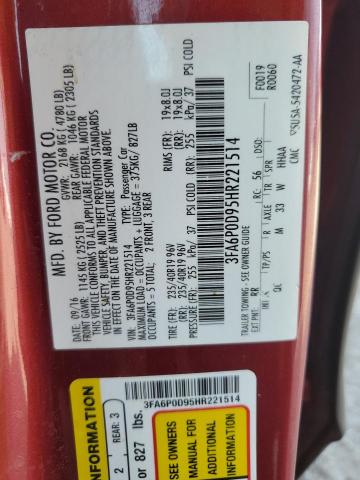 MFD. BY FORD MOTOR CO.
DATE: 09/16 GVWR: 2168 KG (4780 LB)
FRONT GAWR: 1145 KG (2525 LB) REAR GAWR: 1046 KG (2305 LB)
THIS VEHICLE CONFORMS TO ALL APPLICABLE FEDERAL MOTOR
VEHICLE SAFETY, BUMPER, AND THEFT PREVENTION STANDARDS
IN EFFECT ON THE DATE OF MANUFACTURE SHOWN ABOVE.
VIN: 3FA6P0D95HR221514
TYPE: Passenger Car
MAXIMUM LOAD = OCCUPANTS + LUGGAGE = 375KG/ 827LB
OCCUPANTS = 5 TOTAL; 2 FRONT, 3 REAR
TIRE (FR): 235/40R19 96V RIMS (FR): 19x8.0J
TIRE (RR): 235/40R19 96V RIMS (RR): 19x8.0J
PRESSURE (FR): 255 kPa/ 37 PSI COLD (RR): 255 kPa/ 37 PSI COLD
TRAILER TOWING - SEE OWNER GUIDE
3FA6P0D95HR221514
F0019
R0060
EXT PNT: RR RC: 56 DSO:
TP/PS R AXLE TR
QC M 33 W HHAA
CMC
5U5A-5420472-AA
INFORMATION
2 REAR: 3
or 827 lbs.
3FA6P0D95HR221514
SEE OWNERS
MANUAL FOR
ADDITIONAL
INFORMATION